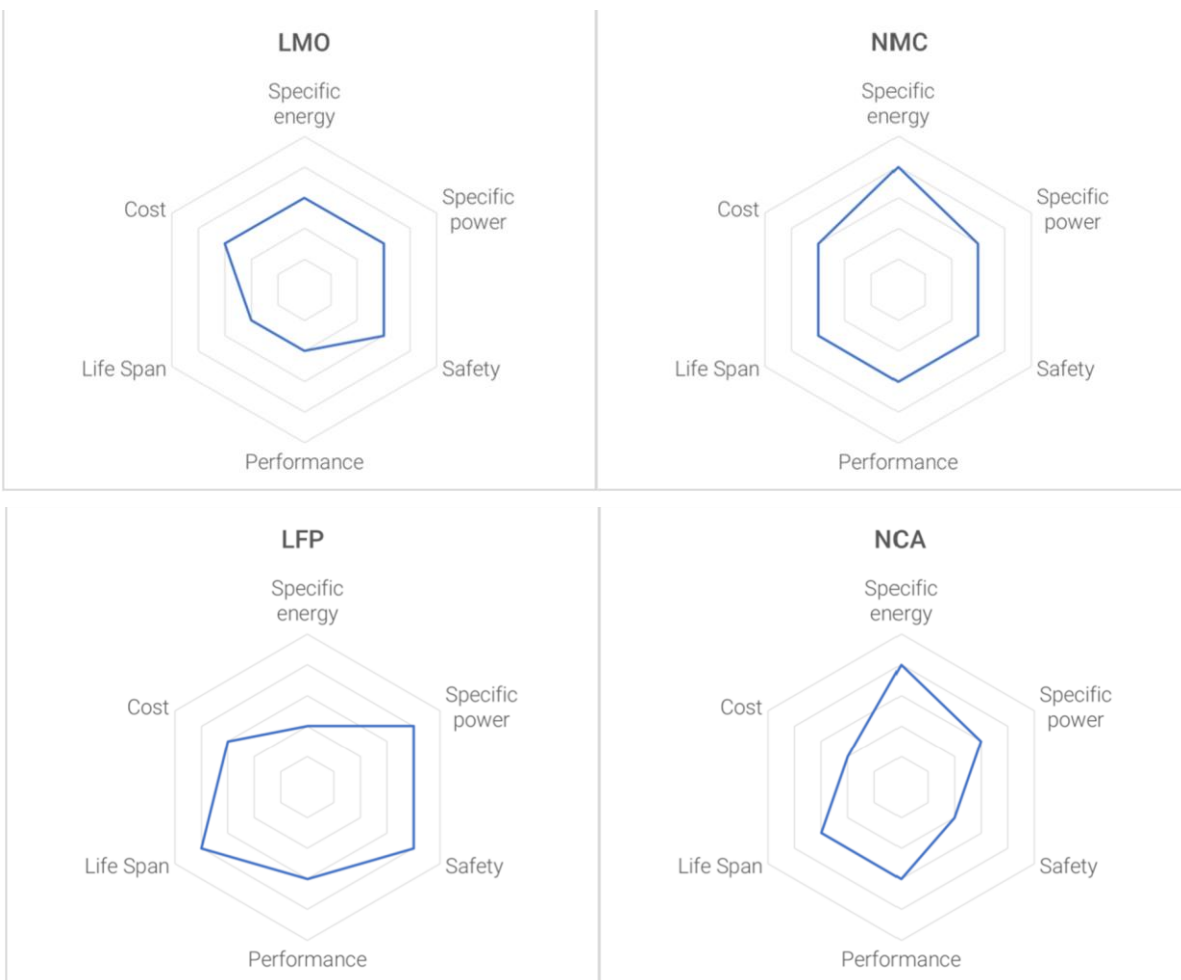 LMO
Specific
energy
Cost
Specific
power
Life Span
Safety
Performance
NMC
Specific
energy
Cost
Specific
power
Life Span
Safety
Performance
LFP
Specific
energy
Cost
Specific
power
Life Span
Safety
Performance
NCA
Specific
energy
Cost
Specific
power
Life Span
Safety
Performance